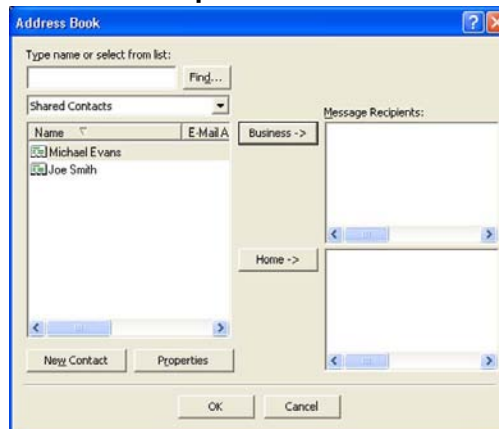 Address Book
Type name or select from list:
Find...
Shared Contacts
Message Recipients:
Name E-Mail A
Business ->
Michael Evans
Joe Smith
Home ->
New Contact Properties
OK Cancel